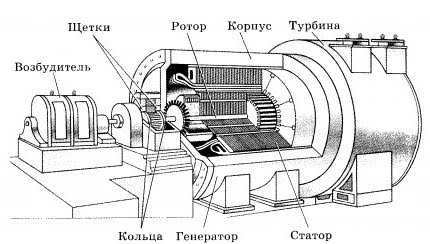 Щетки
Ротор
Корпус
Турбина
Возбудитель
Кольца
Генератор
Статор